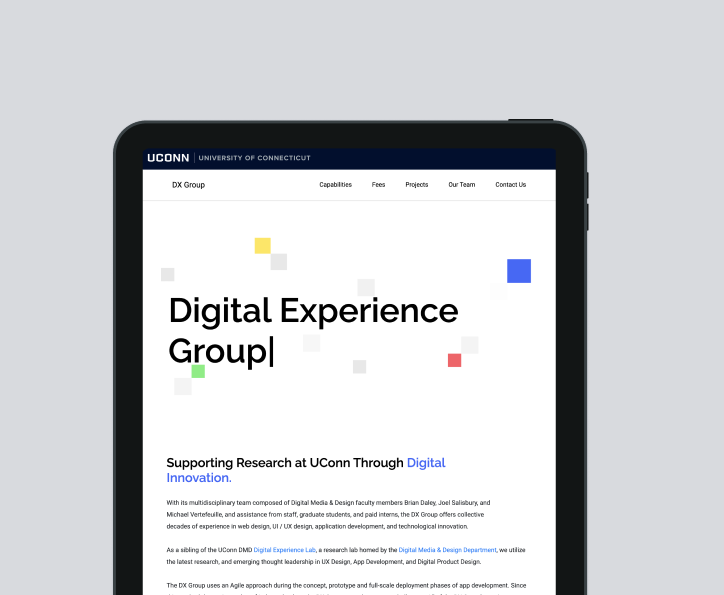 UCONN UNIVERSITY OF CONNECTICUT
DX Group Capabilities Fees Projects Our Team Contact Us
Digital Experience
Group
Supporting Research at UConn Through Digital
Innovation.
With its multidisciplinary team composed of Digital Media & Design faculty members Brian Daley, Joel Salisbury, and
Michael Vertefeuille, and assistance from staff, graduate students, and paid interns, the DX Group offers collective
decades of experience in web design, UI / UX design, application development, and technological innovation.
As a sibling of the UConn DMD Digital Experience Lab, a research lab homed by the Digital Media & Design Department, we utilize
the latest research, and emerging thought leadership in UX Design, App Development, and Digital Product Design.
The DX Group uses an Agile approach during the concept, prototype and full-scale deployment phases of app development. Since